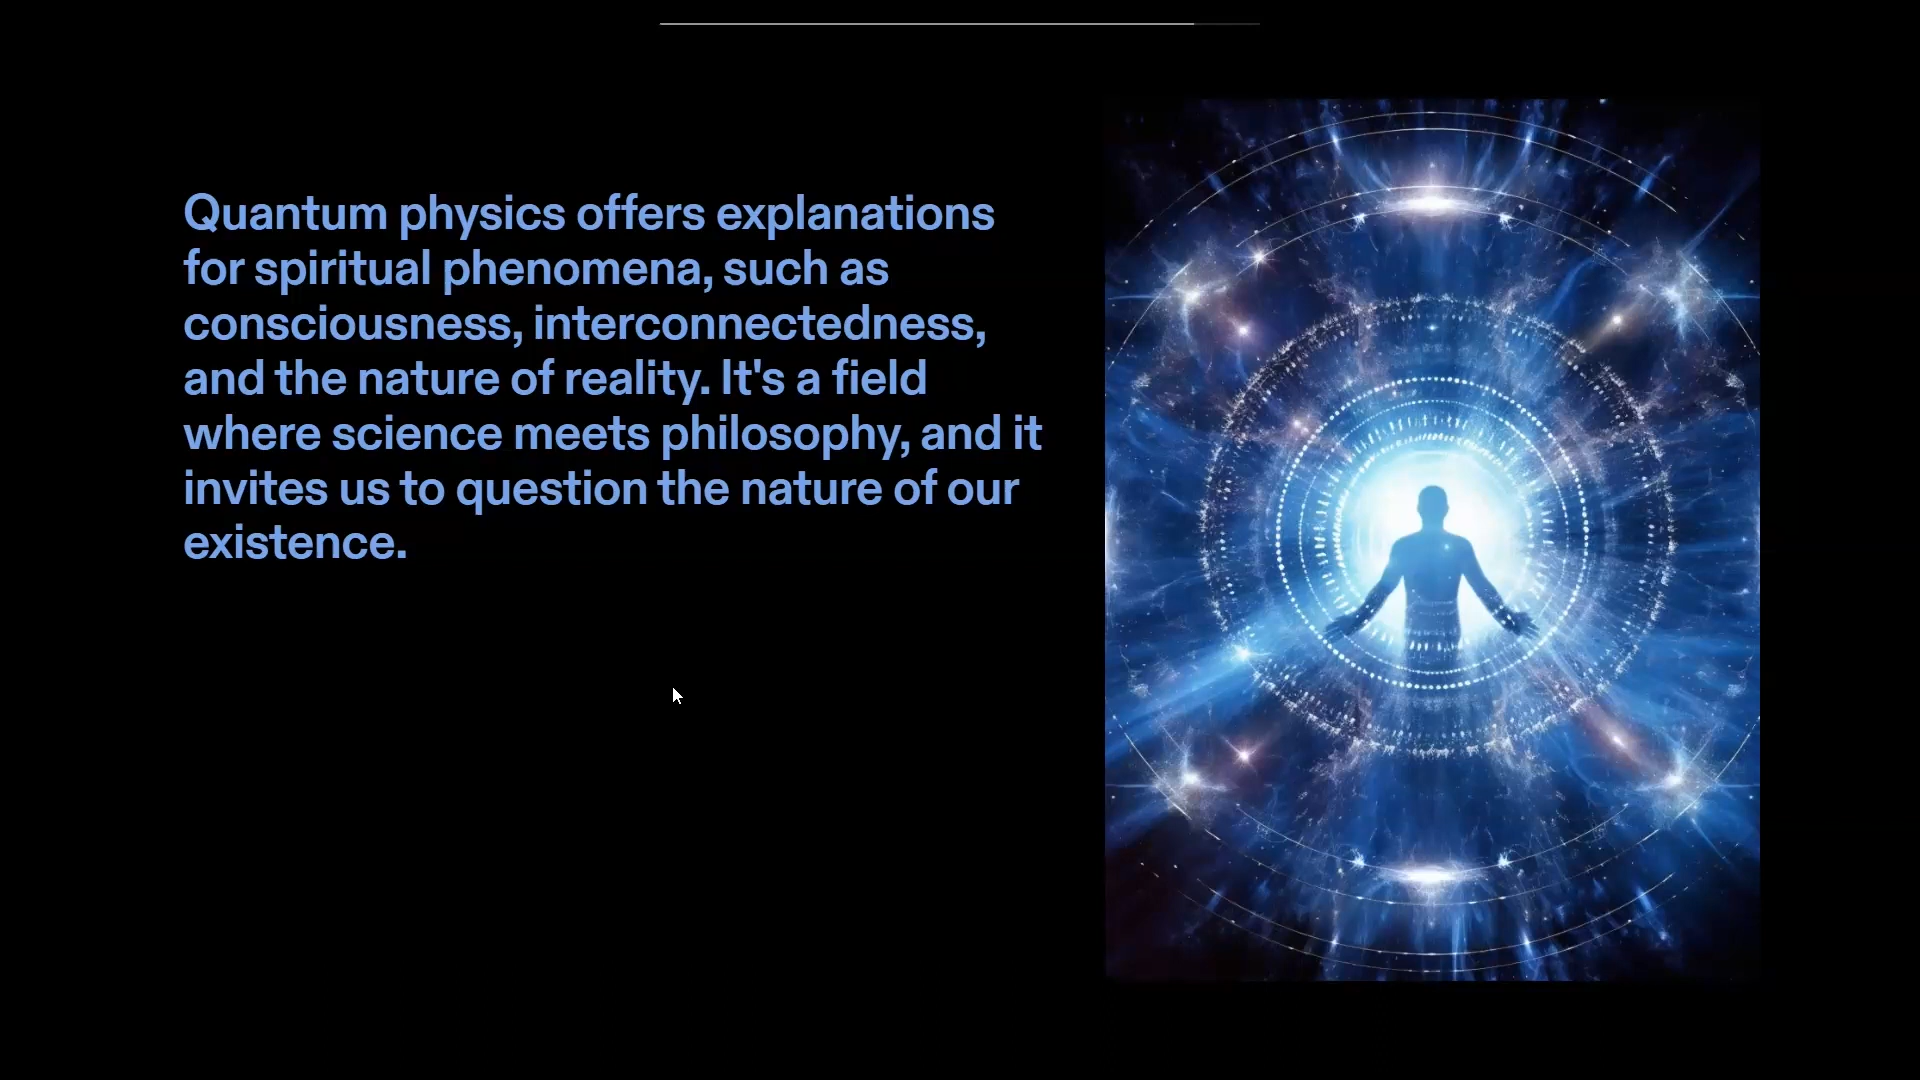 Quantum physics offers explanations
for spiritual phenomena, such as
consciousness, interconnectedness,
and the nature of reality. It's a field
where science meets philosophy, and it
invites us to question the nature of our
existence.